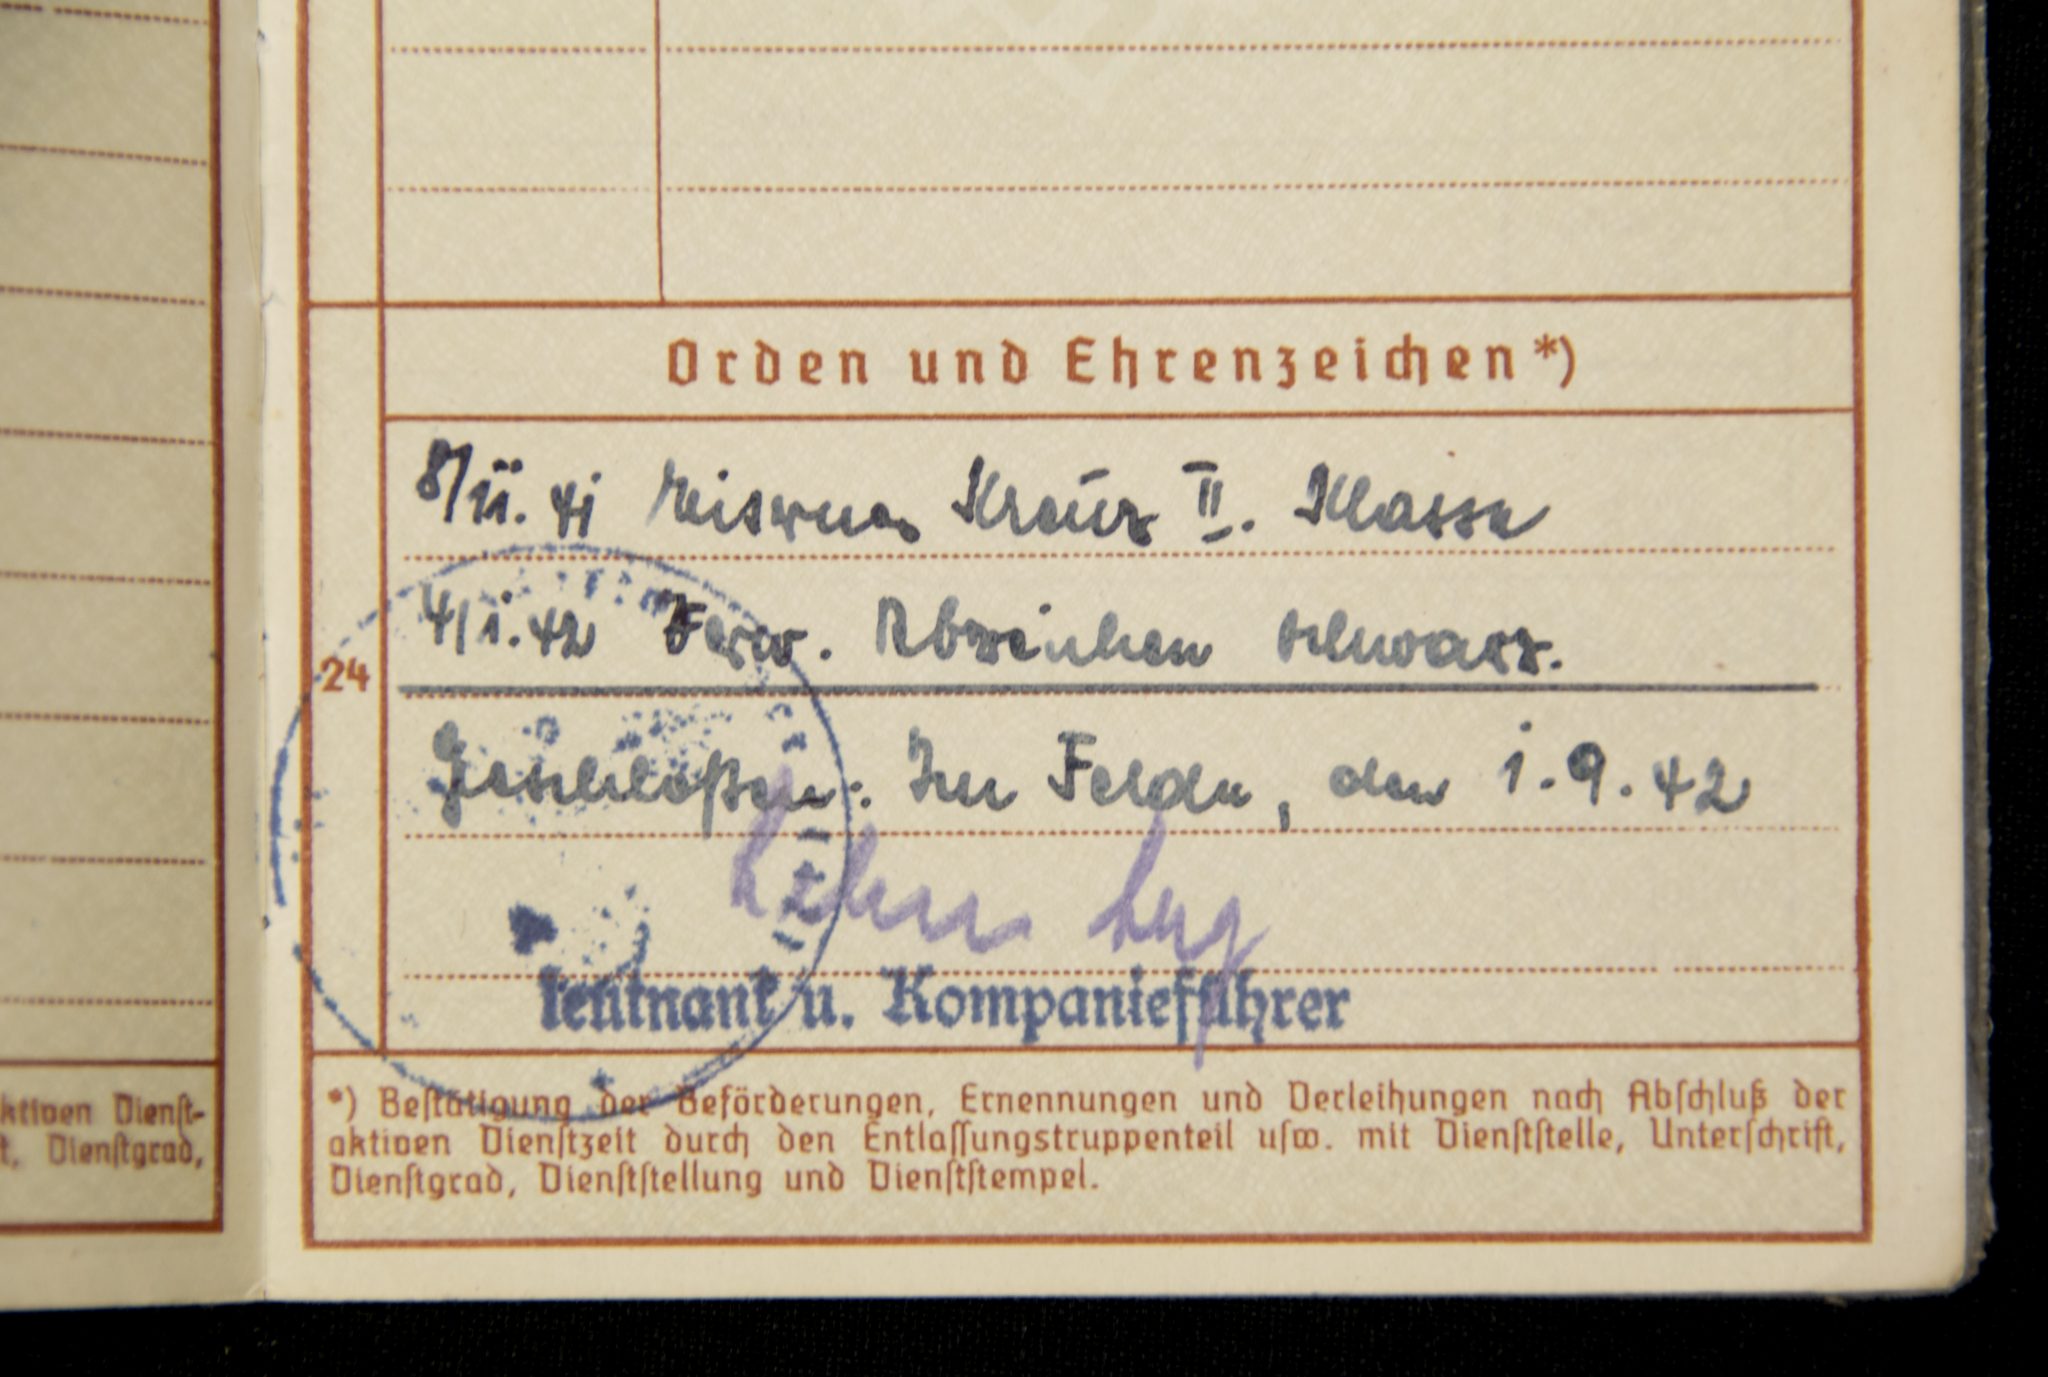 Orden und Ehrenzeichen*)
8/11.41 Eisernes Kreuz II. Klasse
4/1.42 Verw. Abzeichen schwarz.
24
Geschloßen: Im Felde, den 1.9.42
Leutnant u. Kompanieführer
*) Bestätigung der Beförderungen, Ernennungen und Verleihungen nach Abschluß der
aktiven Dienstzeit durch den Entlassungstruppenteil usw. mit Dienststelle, Unterschrift,
Dienstgrad, Dienststellung und Dienststempel.
ktiven Dienst-
t, Dienstgrad,